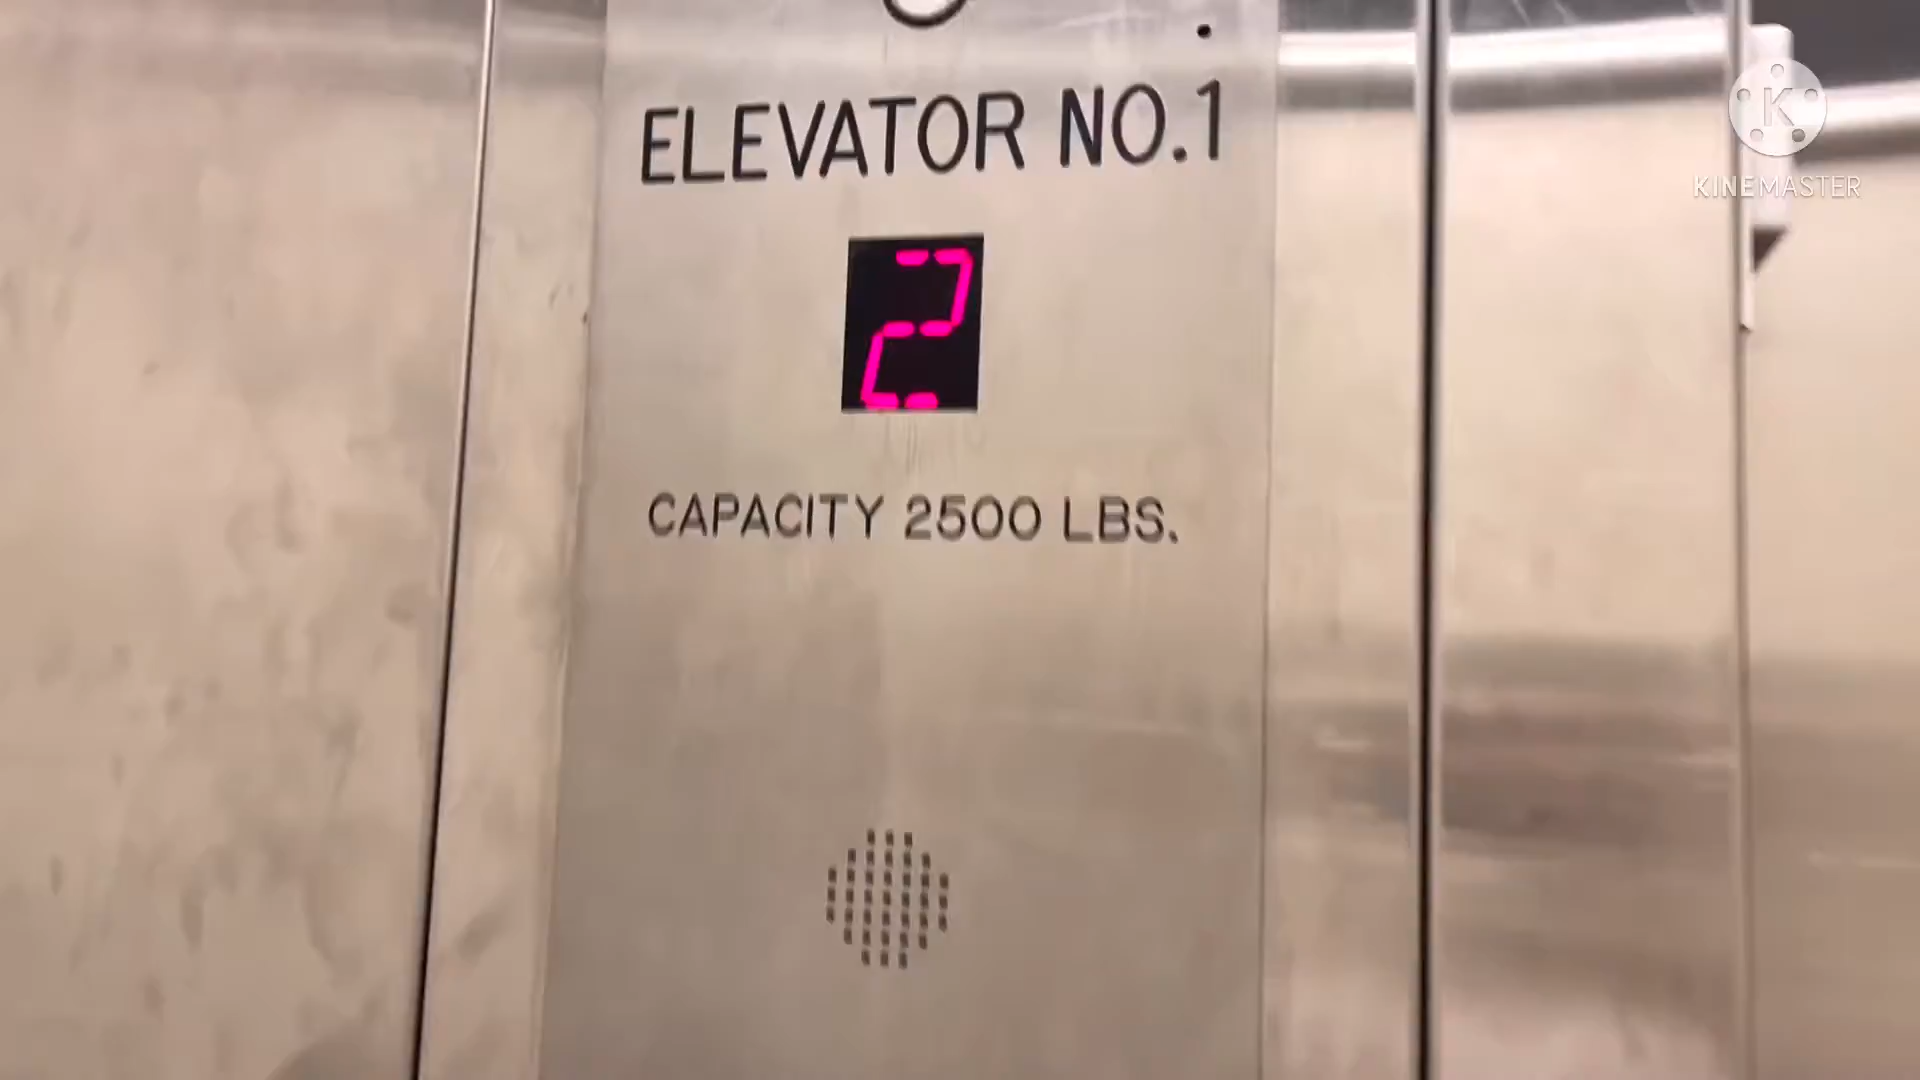 ELEVATOR NO.1
K
KINEMASTER
2
CAPACITY 2500 LBS.